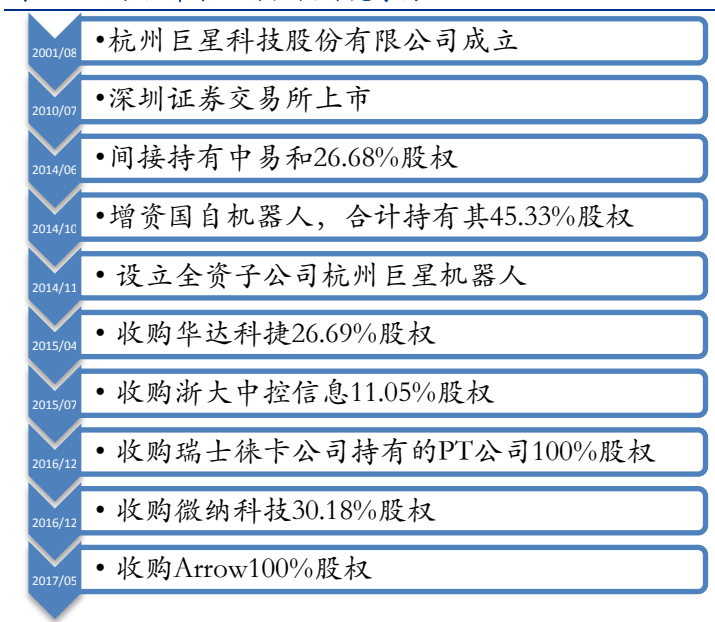 2001/08
•杭州巨星科技股份有限公司成立
2010/07
•深圳证券交易所上市
2014/06
•间接持有中易和26.68%股权
2014/10
•增资国自机器人，合计持有其45.33%股权
2014/11
• 设立全资子公司杭州巨星机器人
2015/04
• 收购华达科捷26.69%股权
2015/07
• 收购浙大中控信息11.05%股权
2016/12
• 收购瑞士徕卡公司持有的PT公司100%股权
2016/12
• 收购微纳科技30.18%股权
2017/05
• 收购Arrow100%股权